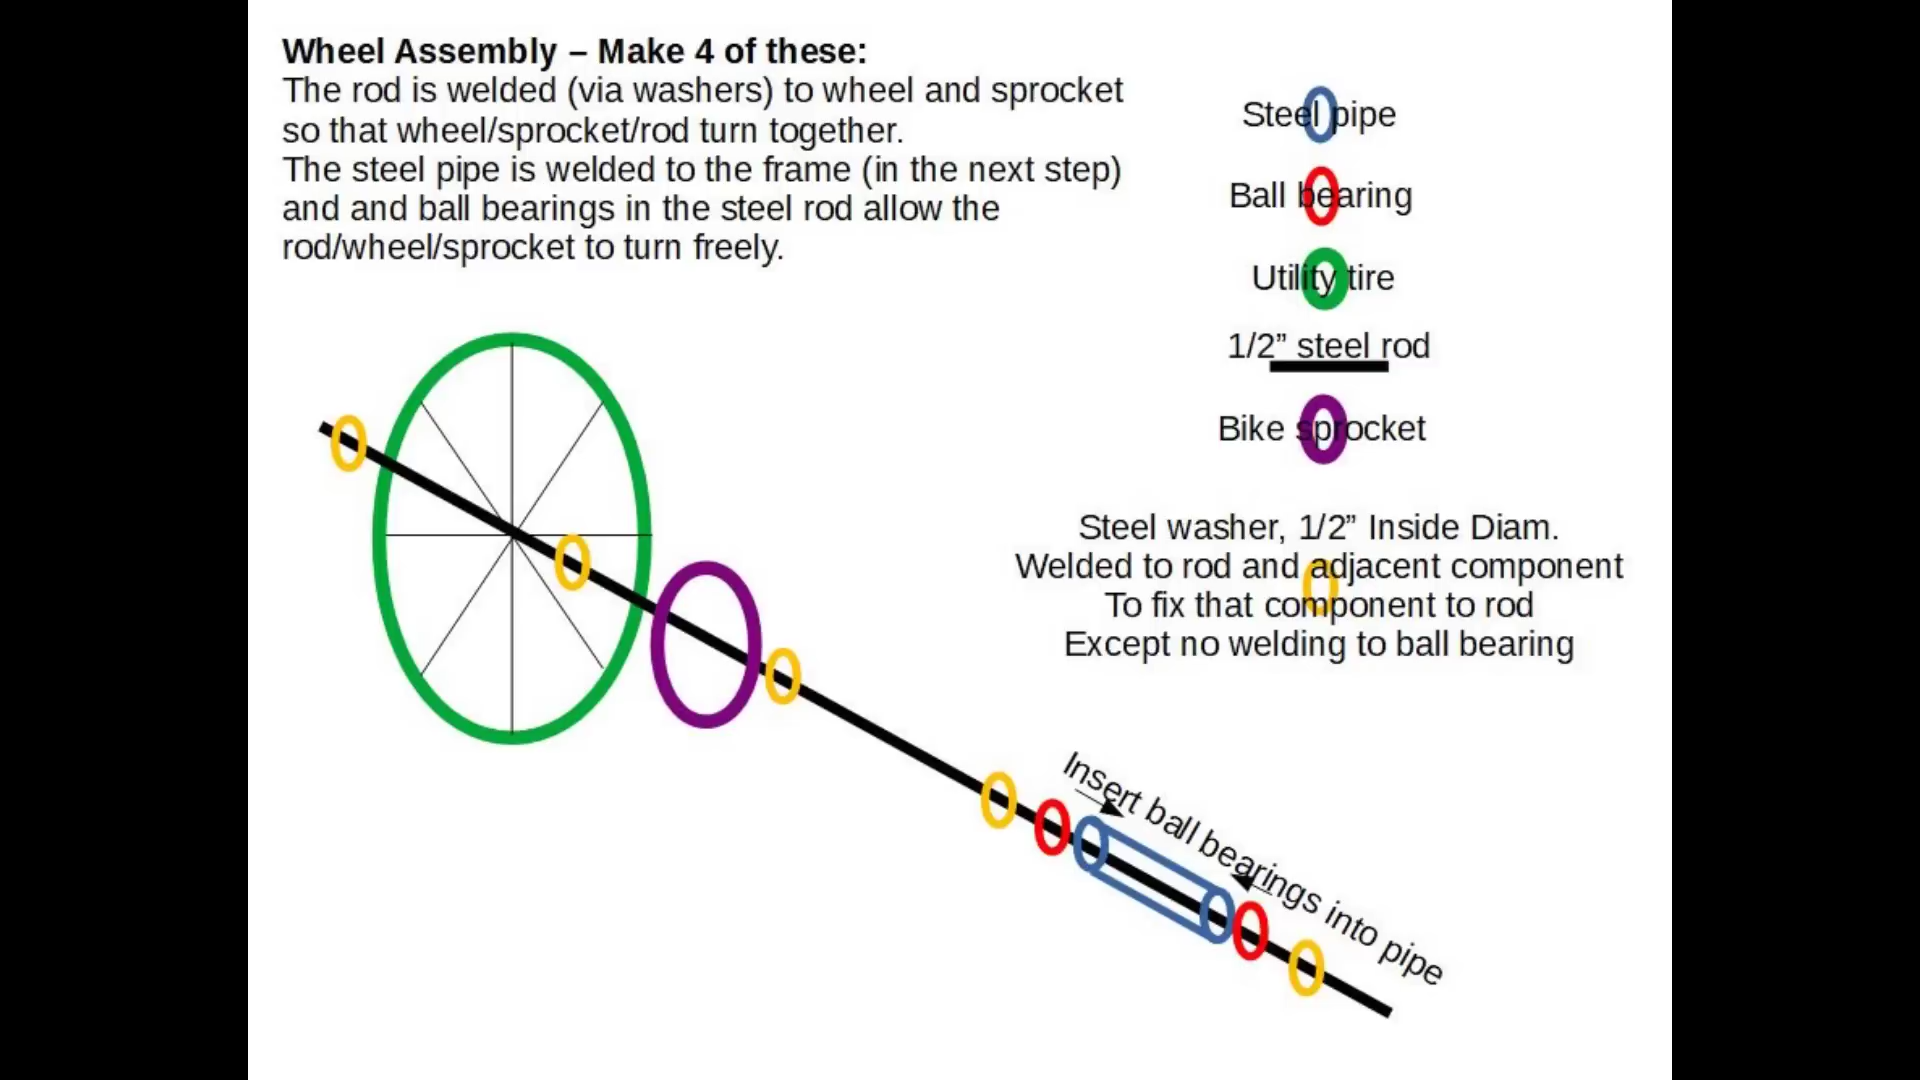 Wheel Assembly – Make 4 of these:
The rod is welded (via washers) to wheel and sprocket
so that wheel/sprocket/rod turn together.
The steel pipe is welded to the frame (in the next step)
and and ball bearings in the steel rod allow the
rod/wheel/sprocket to turn freely.
Steel pipe
Ball bearing
Utility tire
1/2” steel rod
Bike sprocket
Steel washer, 1/2” Inside Diam.
Welded to rod and adjacent component
To fix that component to rod
Except no welding to ball bearing
Insert ball bearings into pipe